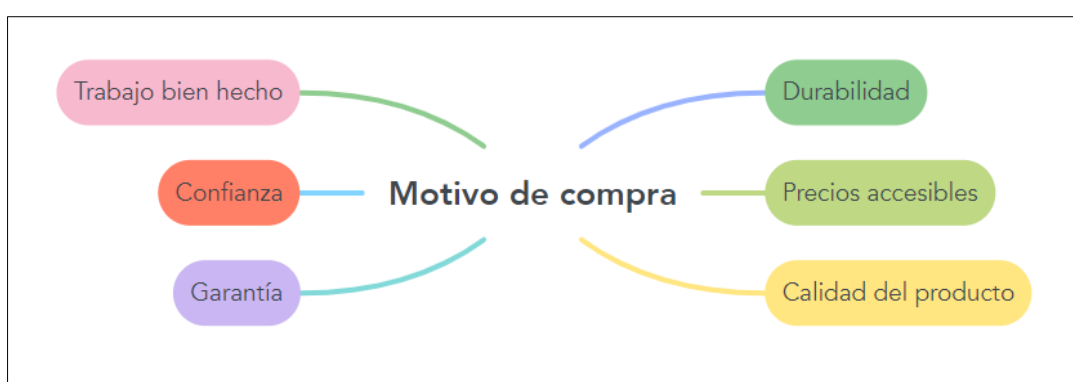 Trabajo bien hecho
Durabilidad
Confianza
Motivo de compra
Precios accesibles
Garantía
Calidad del producto